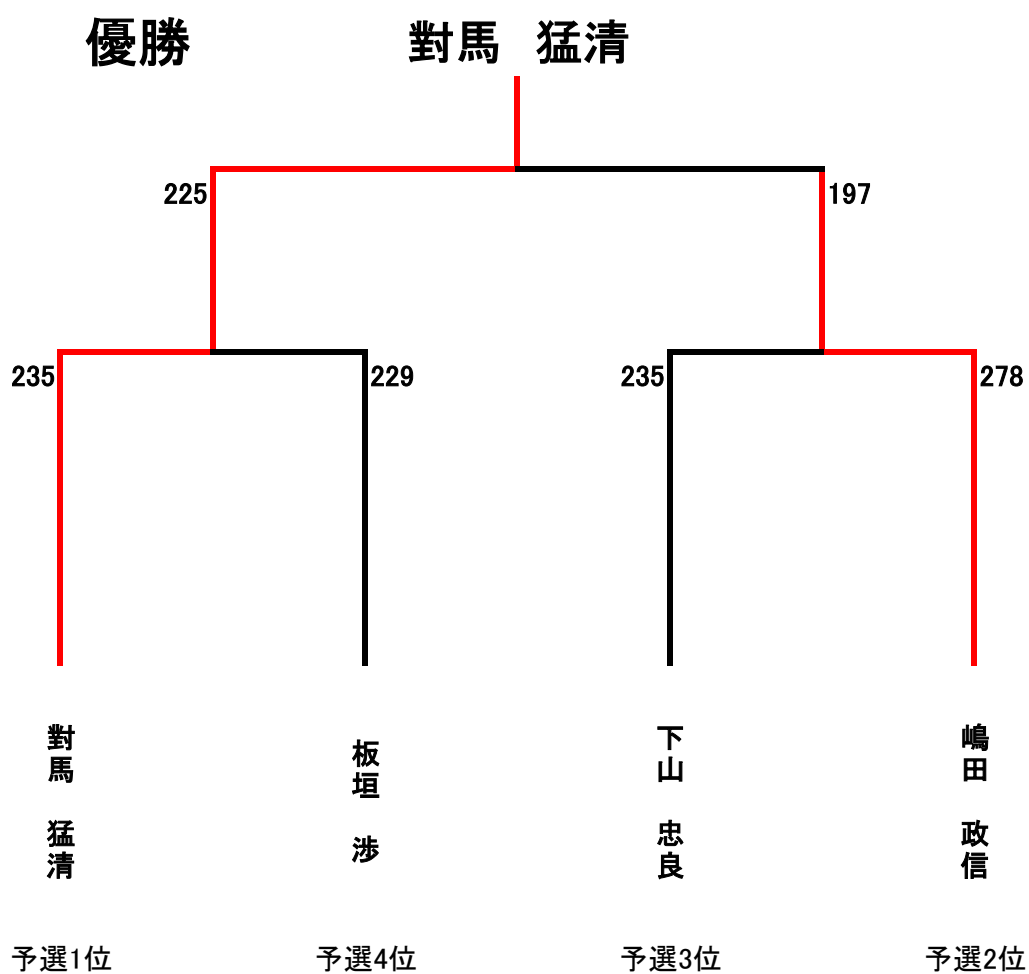 優勝 對馬 猛清
225 197
235 229 235 278
對馬 猛清
板垣 渉
下山 忠良
嶋田 政信
予選1位 予選4位 予選3位 予選2位